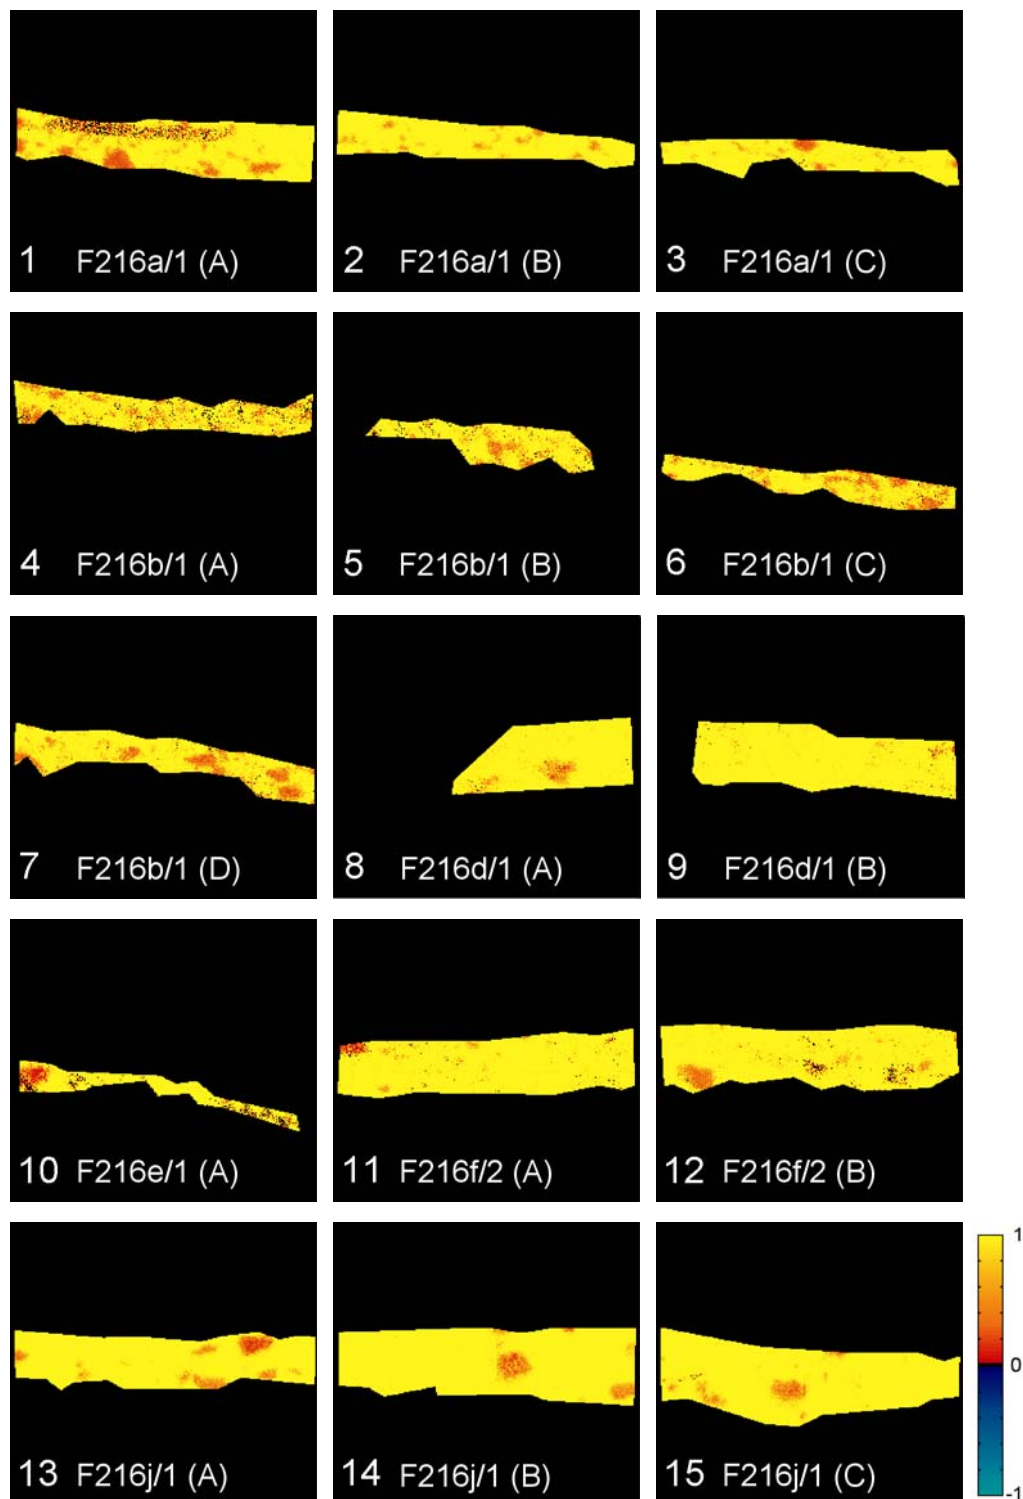 1 F216a/1 (A)
2 F216a/1 (B)
3 F216a/1 (C)
4 F216b/1 (A)
5 F216b/1 (B)
6 F216b/1 (C)
7 F216b/1 (D)
8 F216d/1 (A)
9 F216d/1 (B)
10 F216e/1 (A)
11 F216f/2 (A)
12 F216f/2 (B)
13 F216j/1 (A)
14 F216j/1 (B)
15 F216j/1 (C)
1
0
-1